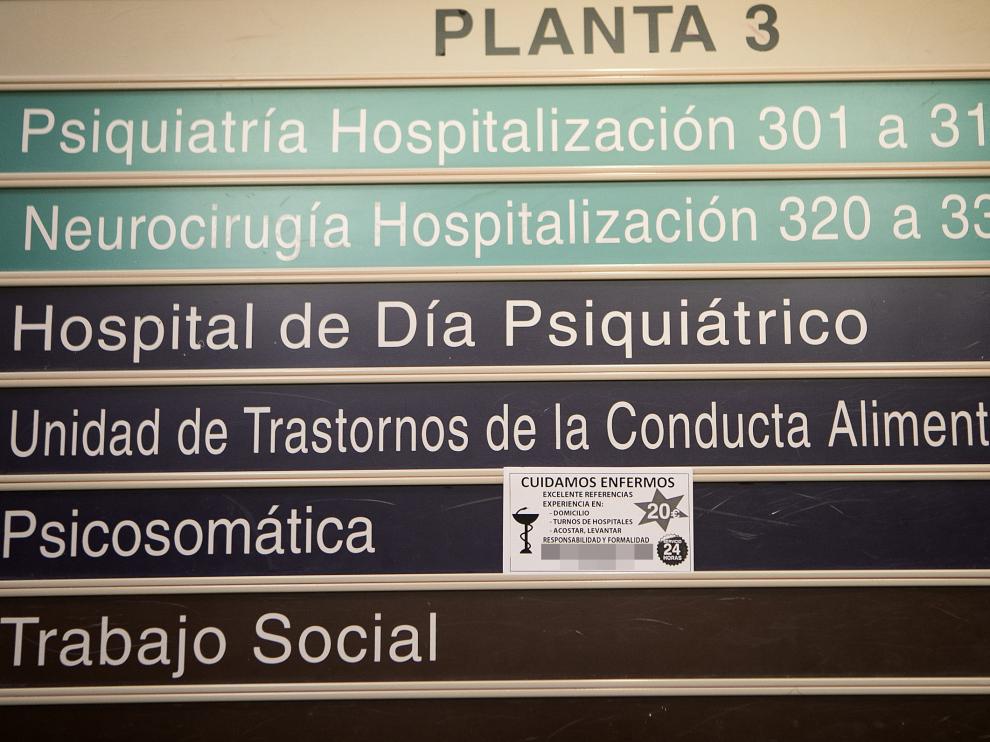 PLANTA 3
Psiquiatría Hospitalización 301 a 31
Neurocirugía Hospitalización 320 a 33
Hospital de Día Psiquiátrico
Unidad de Trastornos de la Conducta Aliment
Psicosomática
CUIDAMOS ENFERMOS
EXCELENTE REFERENCIAS
EXPERIENCIA EN:
- DOMICILIO
- TURNOS DE HOSPITALES
- ACOSTAR, LEVANTAR
RESPONSABILIDAD Y FORMALIDAD
20€
SERVICIO
24
HORAS
Trabajo Social